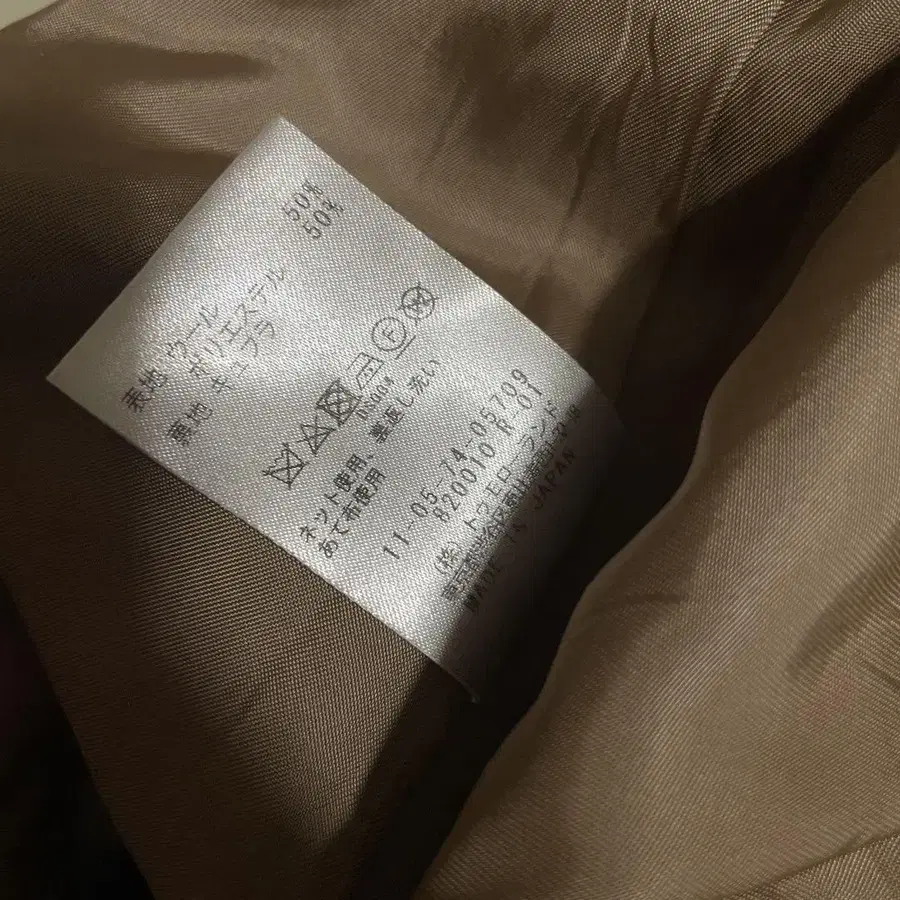 表地 ウール 50%
ポリエステル 50%
裏地 キュプラ
ネット使用、裏返し洗い
あて布使用
11-05-74-05709
R20010 R-01
(株)トゥモローランド
MADE IN JAPAN